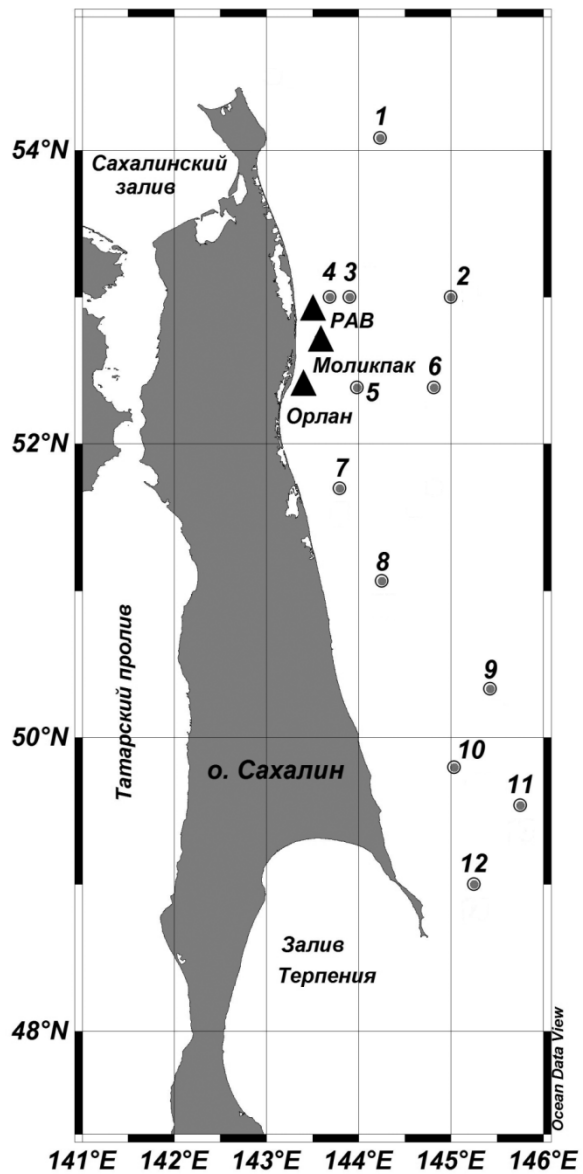 1
54°N
Сахалинский
залив
4 3 2
РАВ
Моликпак 6
5
Орлан
52°N
7
8
Татарский пролив
9
50°N
10
о. Сахалин
11
12
Залив
Терпения
48°N
Ocean Data View
141°E 142°E 143°E 144°E 145°E 146°E